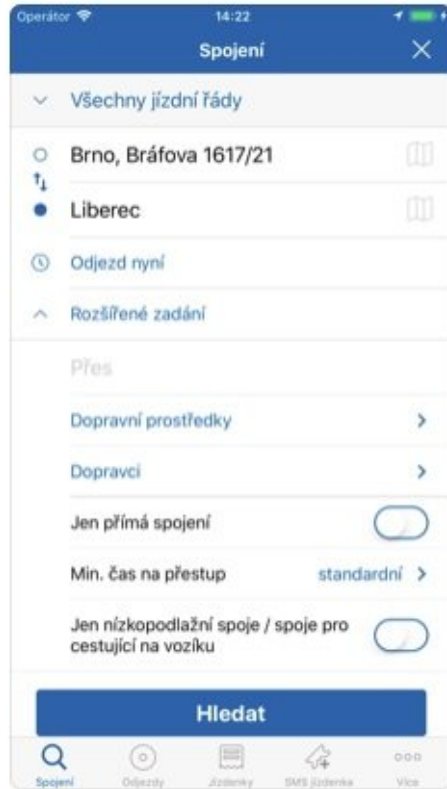 Operátor 14:22
Spojení
Všechny jízdní řády
Brno, Bráfova 1617/21
Liberec
Odjezd nyní
Rozšířené zadání
Přes
Dopravní prostředky
Dopravci
Jen přímá spojení
Min. čas na přestup standardní
Jen nízkopodlažní spoje / spoje pro
cestující na vozíku
Hledat
Spojení Odjezdy Jízdenky SMS jízdenka Více